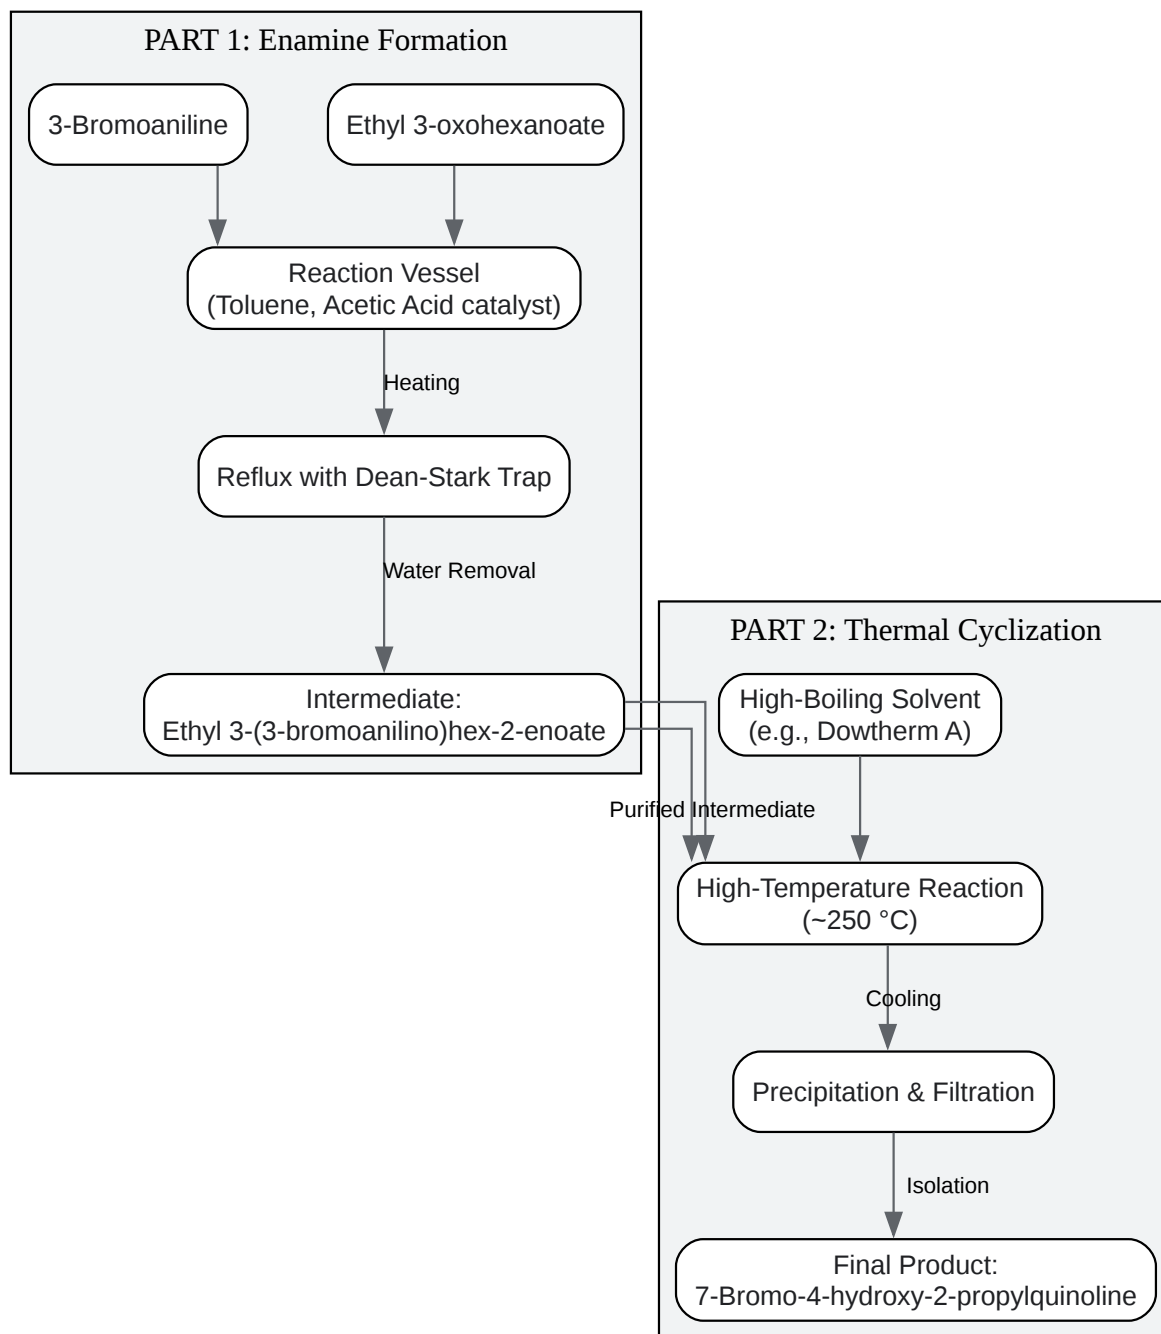 PART 1: Enamine Formation
3-Bromoaniline
Ethyl 3-oxohexanoate
Reaction Vessel
(Toluene, Acetic Acid catalyst)
Heating
Reflux with Dean-Stark Trap
Water Removal
Intermediate:
Ethyl 3-(3-bromoanilino)hex-2-enoate
PART 2: Thermal Cyclization
High-Boiling Solvent
(e.g., Dowtherm A)
Purified Intermediate
High-Temperature Reaction
(~250 °C)
Cooling
Precipitation & Filtration
Isolation
Final Product:
7-Bromo-4-hydroxy-2-propylquinoline